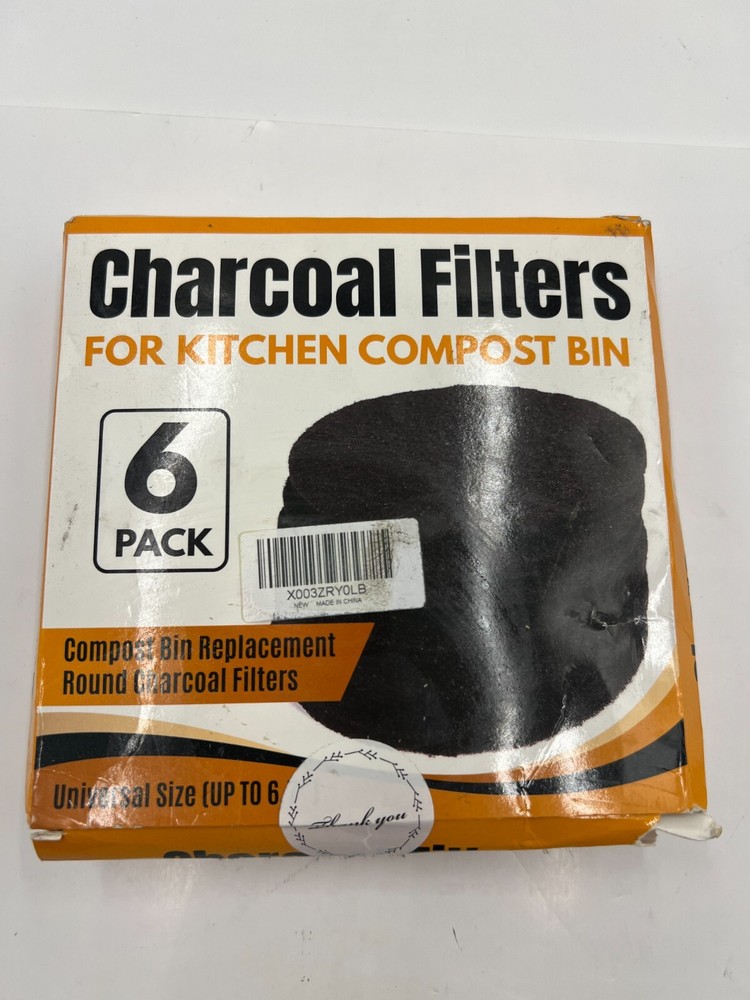 Charcoal Filters
FOR KITCHEN COMPOST BIN
6
PACK
X003ZRY0LB
NEW MADE IN CHINA
Compost Bin Replacement
Round Charcoal Filters
Universal Size (UP TO 6
Thank you